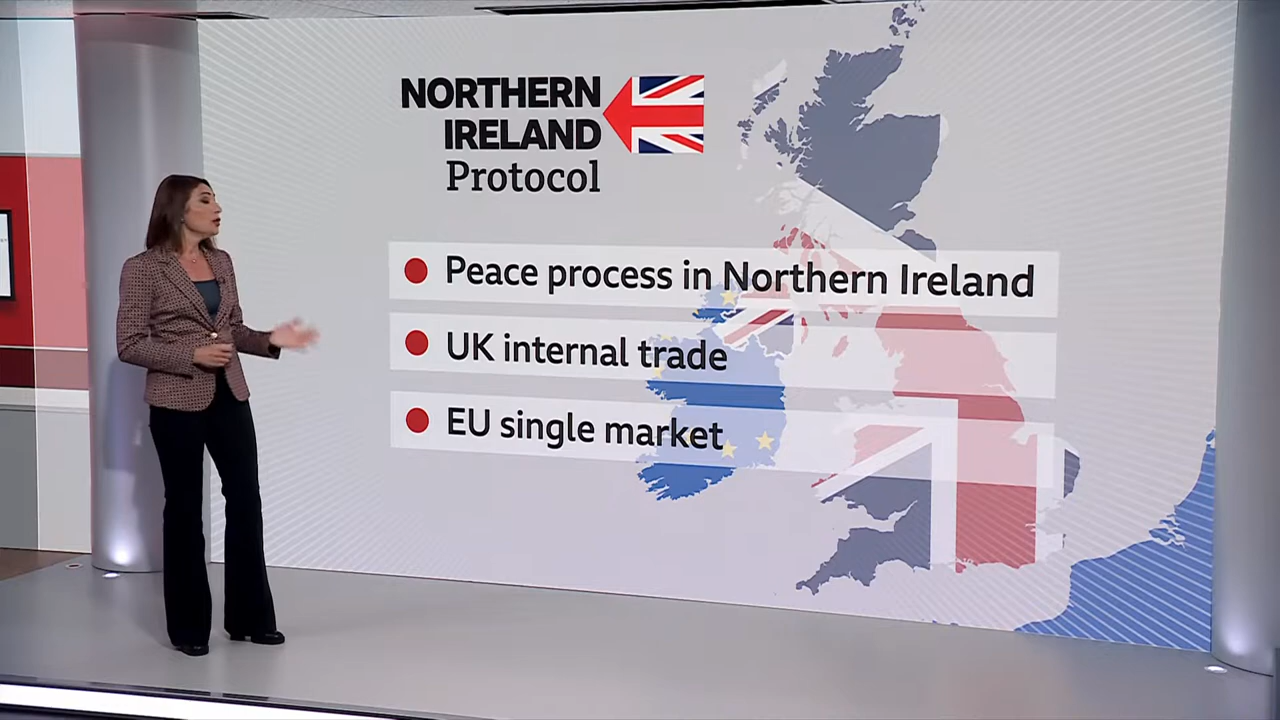 NORTHERN
IRELAND
Protocol
Peace process in Northern Ireland
UK internal trade
EU single market